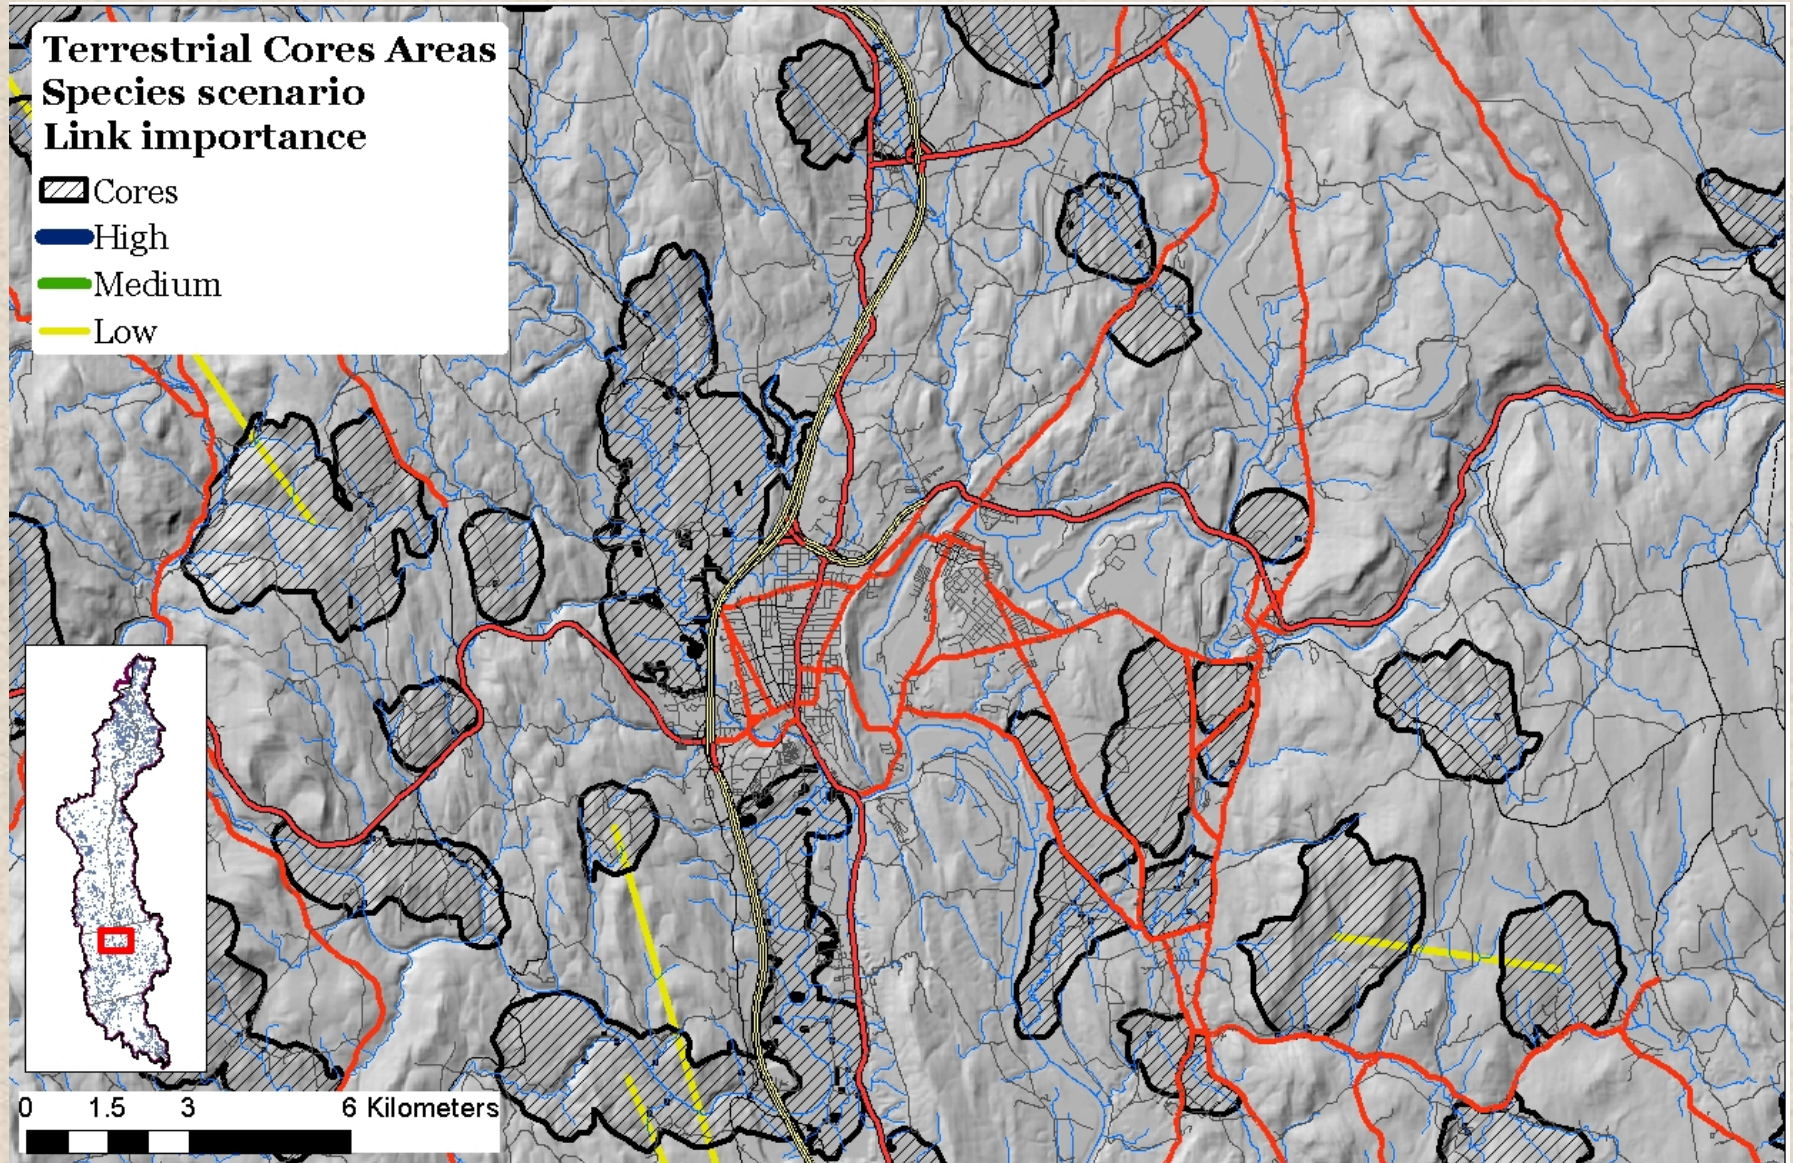 Terrestrial Cores Areas
Species scenario
Link importance
Cores
High
Medium
Low
0 1.5 3 6 Kilometers